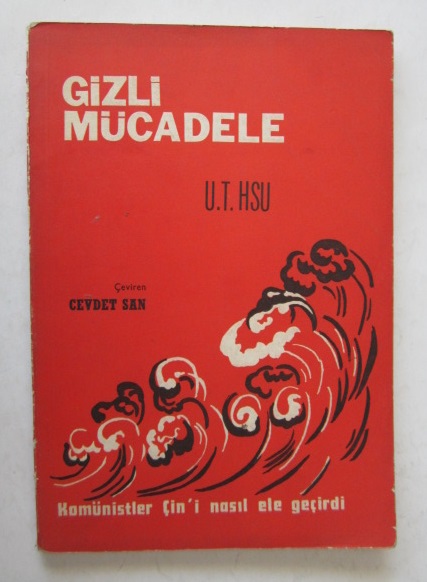 GİZLİ
MÜCADELE
U.T. HSU
Çeviren
CEVDET SAN
Komünistler Çin'i nasıl ele geçirdi